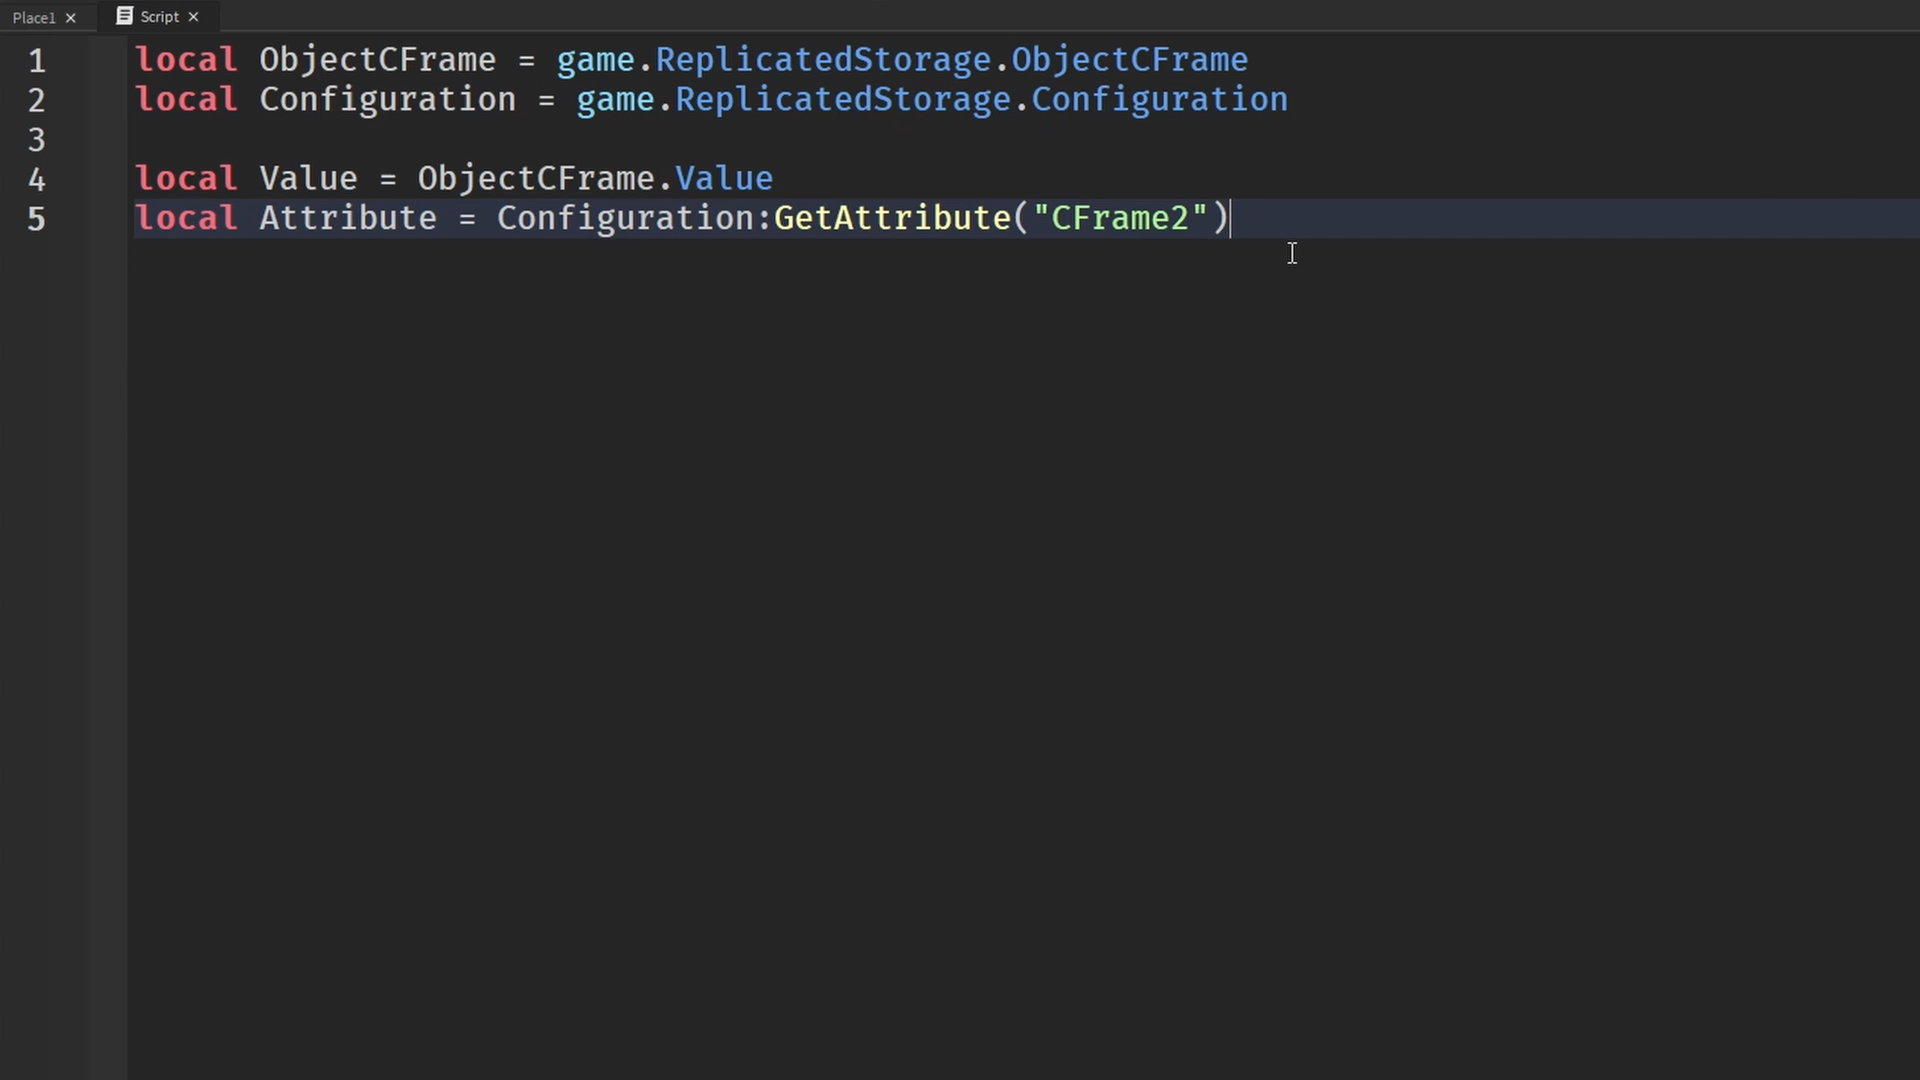 Place1 ×
Script ×
1 local ObjectCFrame = game.ReplicatedStorage.ObjectCFrame
2 local Configuration = game.ReplicatedStorage.Configuration
3
4 local Value = ObjectCFrame.Value
5 local Attribute = Configuration:GetAttribute("CFrame2")